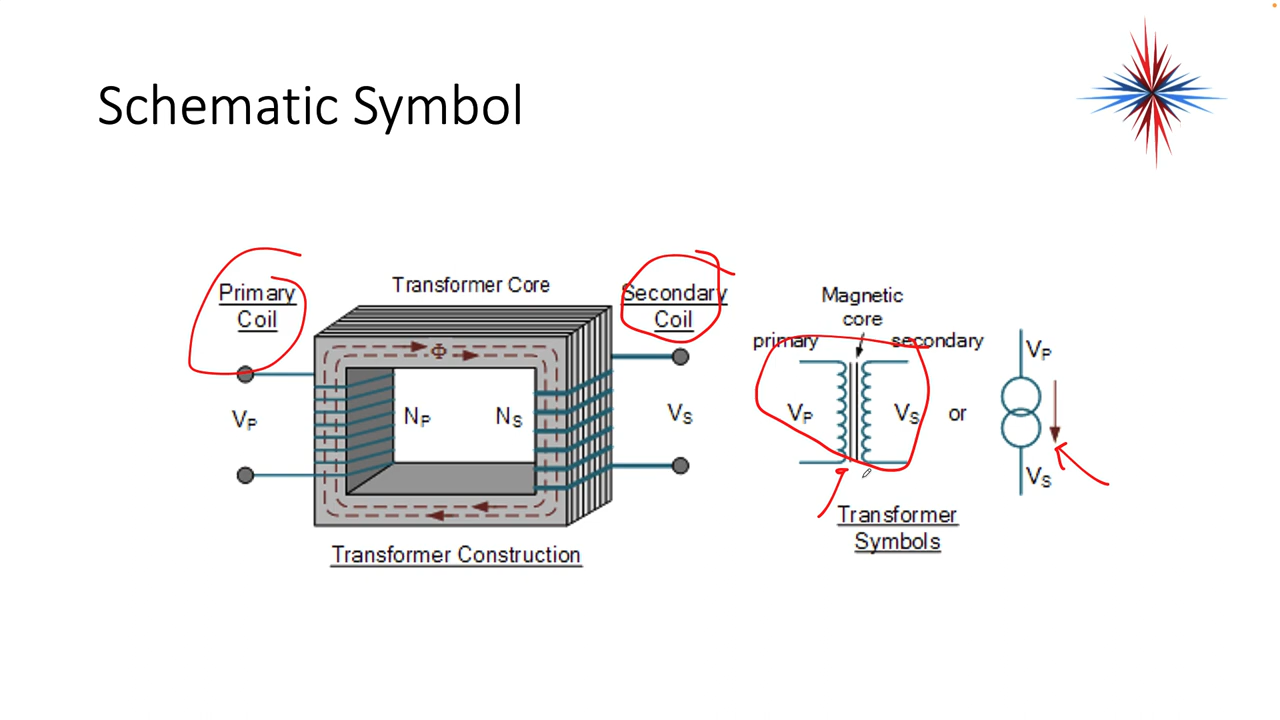 Schematic Symbol
Primary
Coil
Transformer Core
Secondary
Coil
Φ
V_P
N_P
N_S
V_S
Transformer Construction
Magnetic
core
primary
secondary
V_P
V_S
or
V_P
V_S
Transformer
Symbols